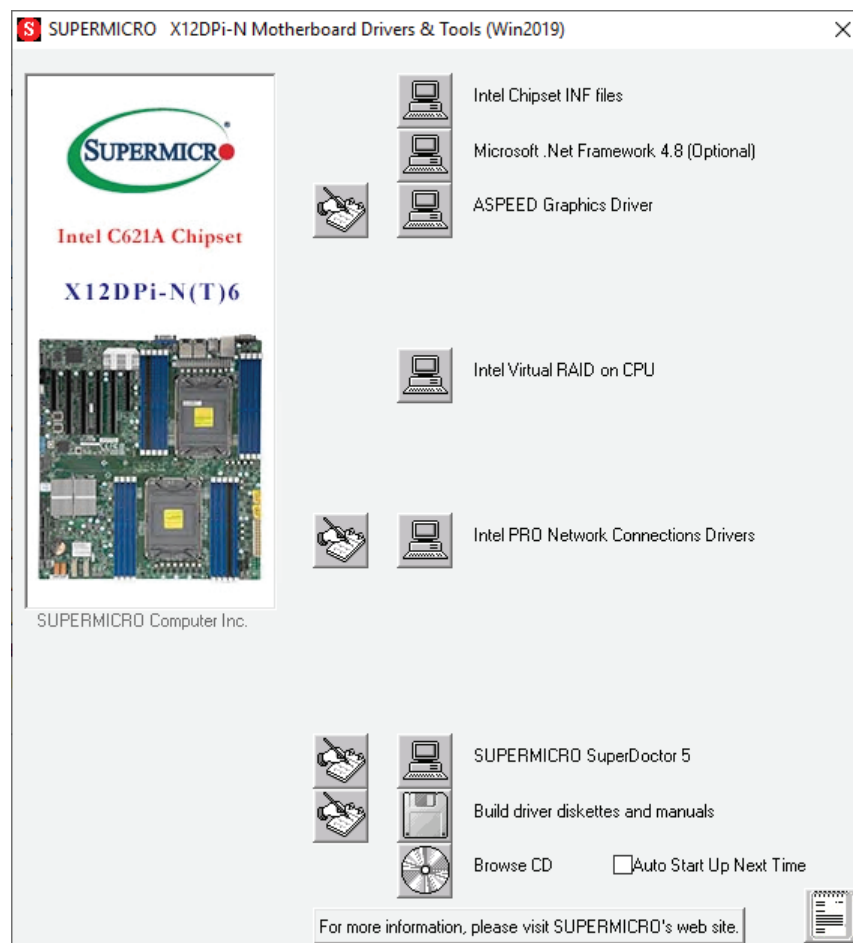 SUPERMICRO X12DPi-N Motherboard Drivers & Tools (Win2019)
SUPERMICRO
Intel C621A Chipset
X12DPi-N(T)6
SUPERMICRO Computer Inc.
Intel Chipset INF files
Microsoft .Net Framework 4.8 (Optional)
ASPEED Graphics Driver
Intel Virtual RAID on CPU
Intel PRO Network Connections Drivers
SUPERMICRO SuperDoctor 5
Build driver diskettes and manuals
Browse CD
Auto Start Up Next Time
For more information, please visit SUPERMICRO's web site.